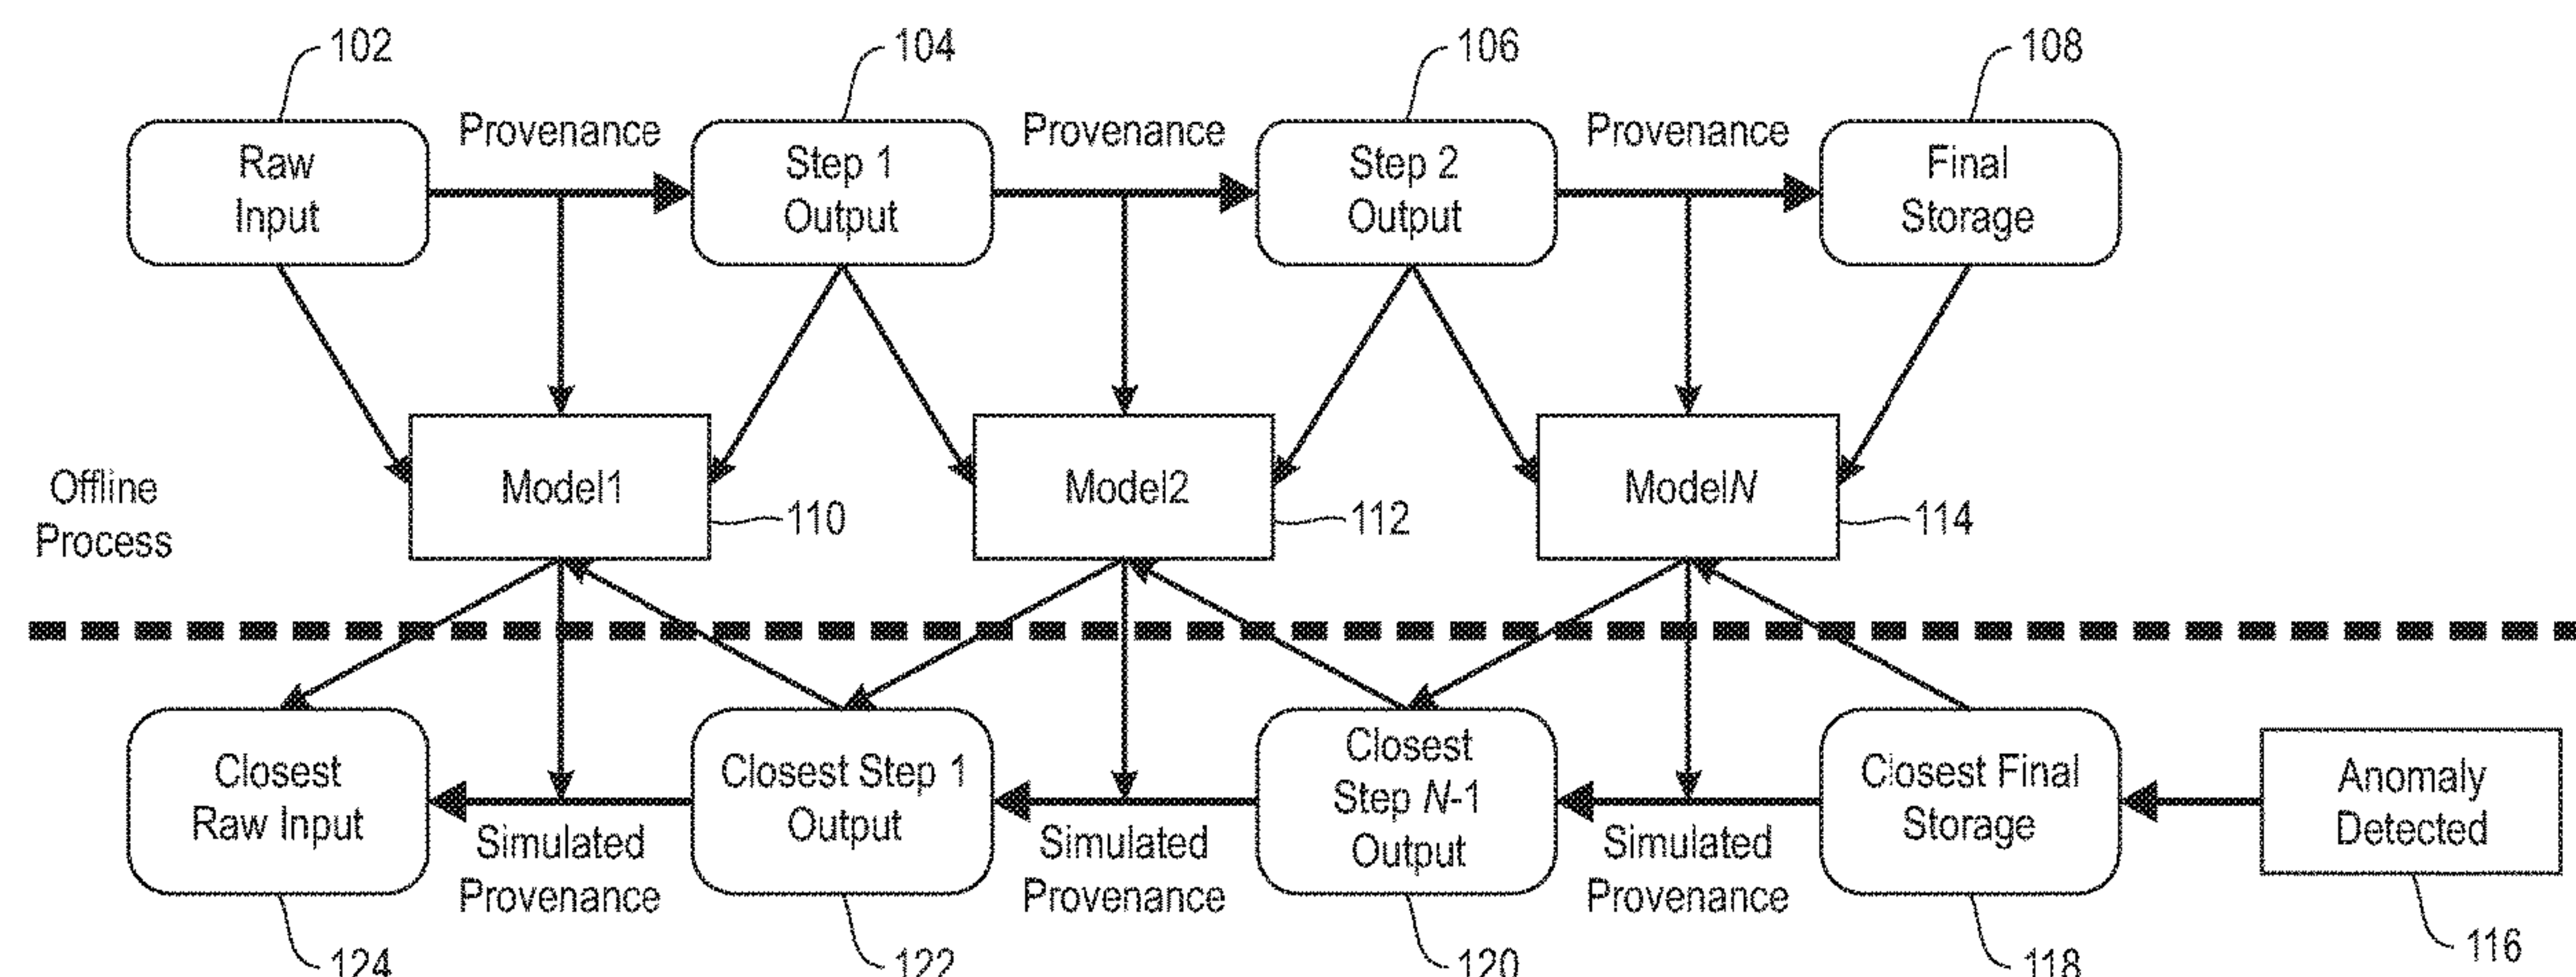 102
104
106
108
Provenance
Provenance
Provenance
Raw
Input
Step 1
Output
Step 2
Output
Final
Storage
Offline
Process
Model1
Model2
ModelN
110
112
114
Closest
Raw Input
Closest Step 1
Output
Closest
Step N-1
Output
Closest Final
Storage
Anomaly
Detected
Simulated
Provenance
Simulated
Provenance
Simulated
Provenance
124
122
120
118
116